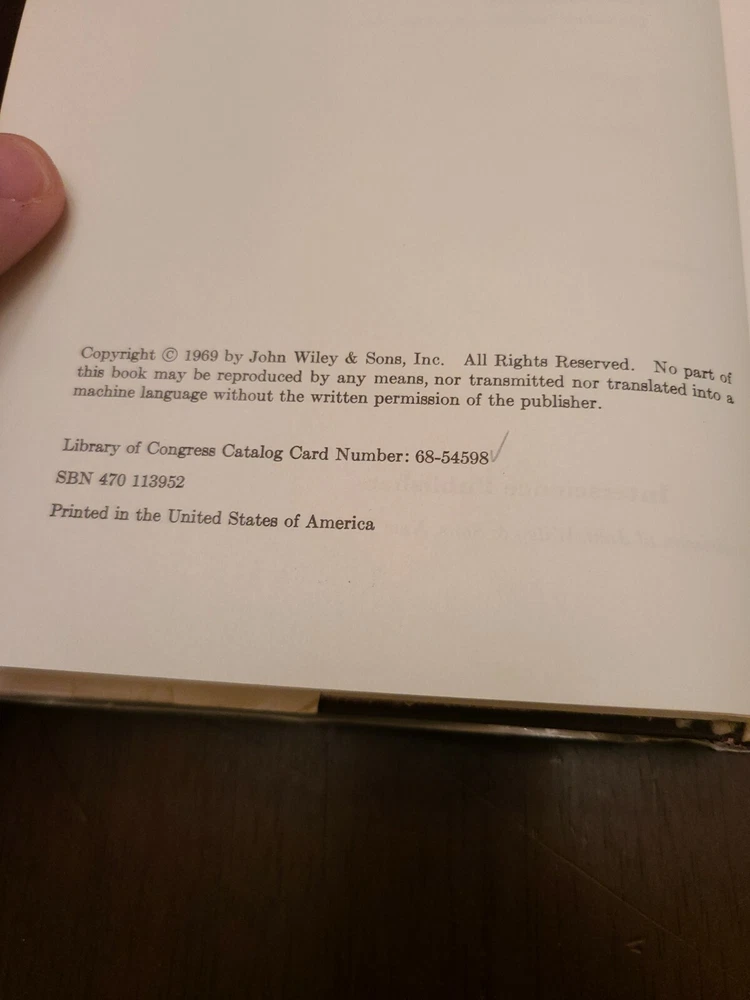 Copyright © 1969 by John Wiley & Sons, Inc. All Rights Reserved. No part of
this book may be reproduced by any means, nor transmitted nor translated into a
machine language without the written permission of the publisher.
Library of Congress Catalog Card Number: 68-54598
SBN 470 113952
Printed in the United States of America